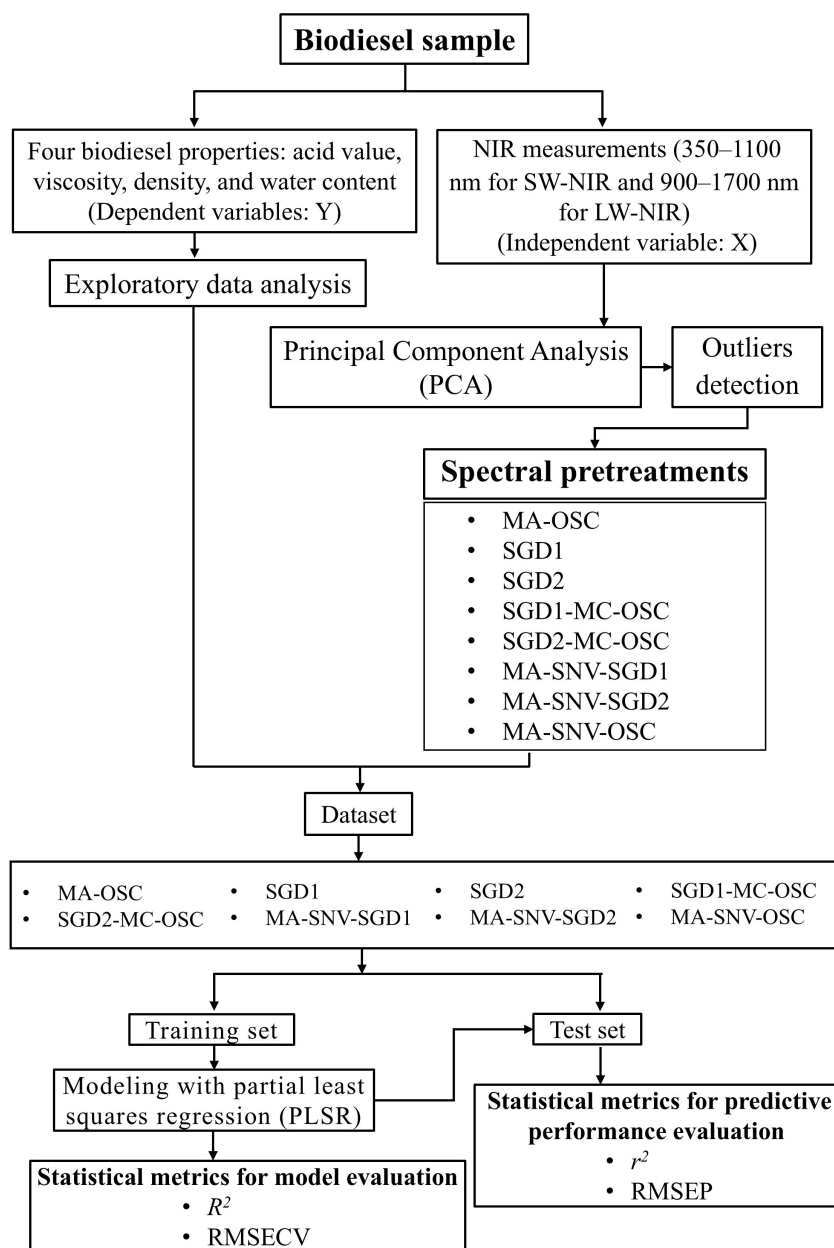 Biodiesel sample
Four biodiesel properties: acid value,
viscosity, density, and water content
(Dependent variables: Y)
NIR measurements (350–1100
nm for SW-NIR and 900–1700 nm
for LW-NIR)
(Independent variable: X)
Exploratory data analysis
Principal Component Analysis
(PCA)
Outliers
detection
Spectral pretreatments
• MA-OSC
• SGD1
• SGD2
• SGD1-MC-OSC
• SGD2-MC-OSC
• MA-SNV-SGD1
• MA-SNV-SGD2
• MA-SNV-OSC
Dataset
• MA-OSC • SGD1 • SGD2 • SGD1-MC-OSC
• SGD2-MC-OSC • MA-SNV-SGD1 • MA-SNV-SGD2 • MA-SNV-OSC
Training set
Test set
Modeling with partial least
squares regression (PLSR)
Statistical metrics for predictive
performance evaluation
• r²
• RMSEP
Statistical metrics for model evaluation
• R²
• RMSECV